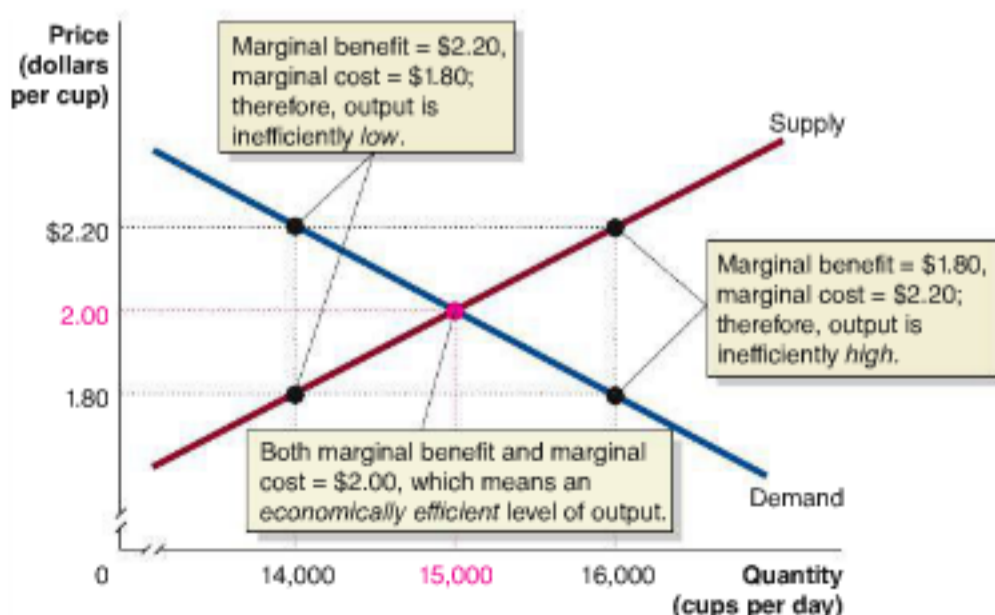 Price
(dollars
per cup)
Marginal benefit = $2.20,
marginal cost = $1.80;
therefore, output is
inefficiently low.
Supply
$2.20
Marginal benefit = $1.80,
marginal cost = $2.20;
therefore, output is
inefficiently high.
2.00
1.80
Both marginal benefit and marginal
cost = $2.00, which means an
economically efficient level of output.
Demand
0
14,000
15,000
16,000
Quantity
(cups per day)